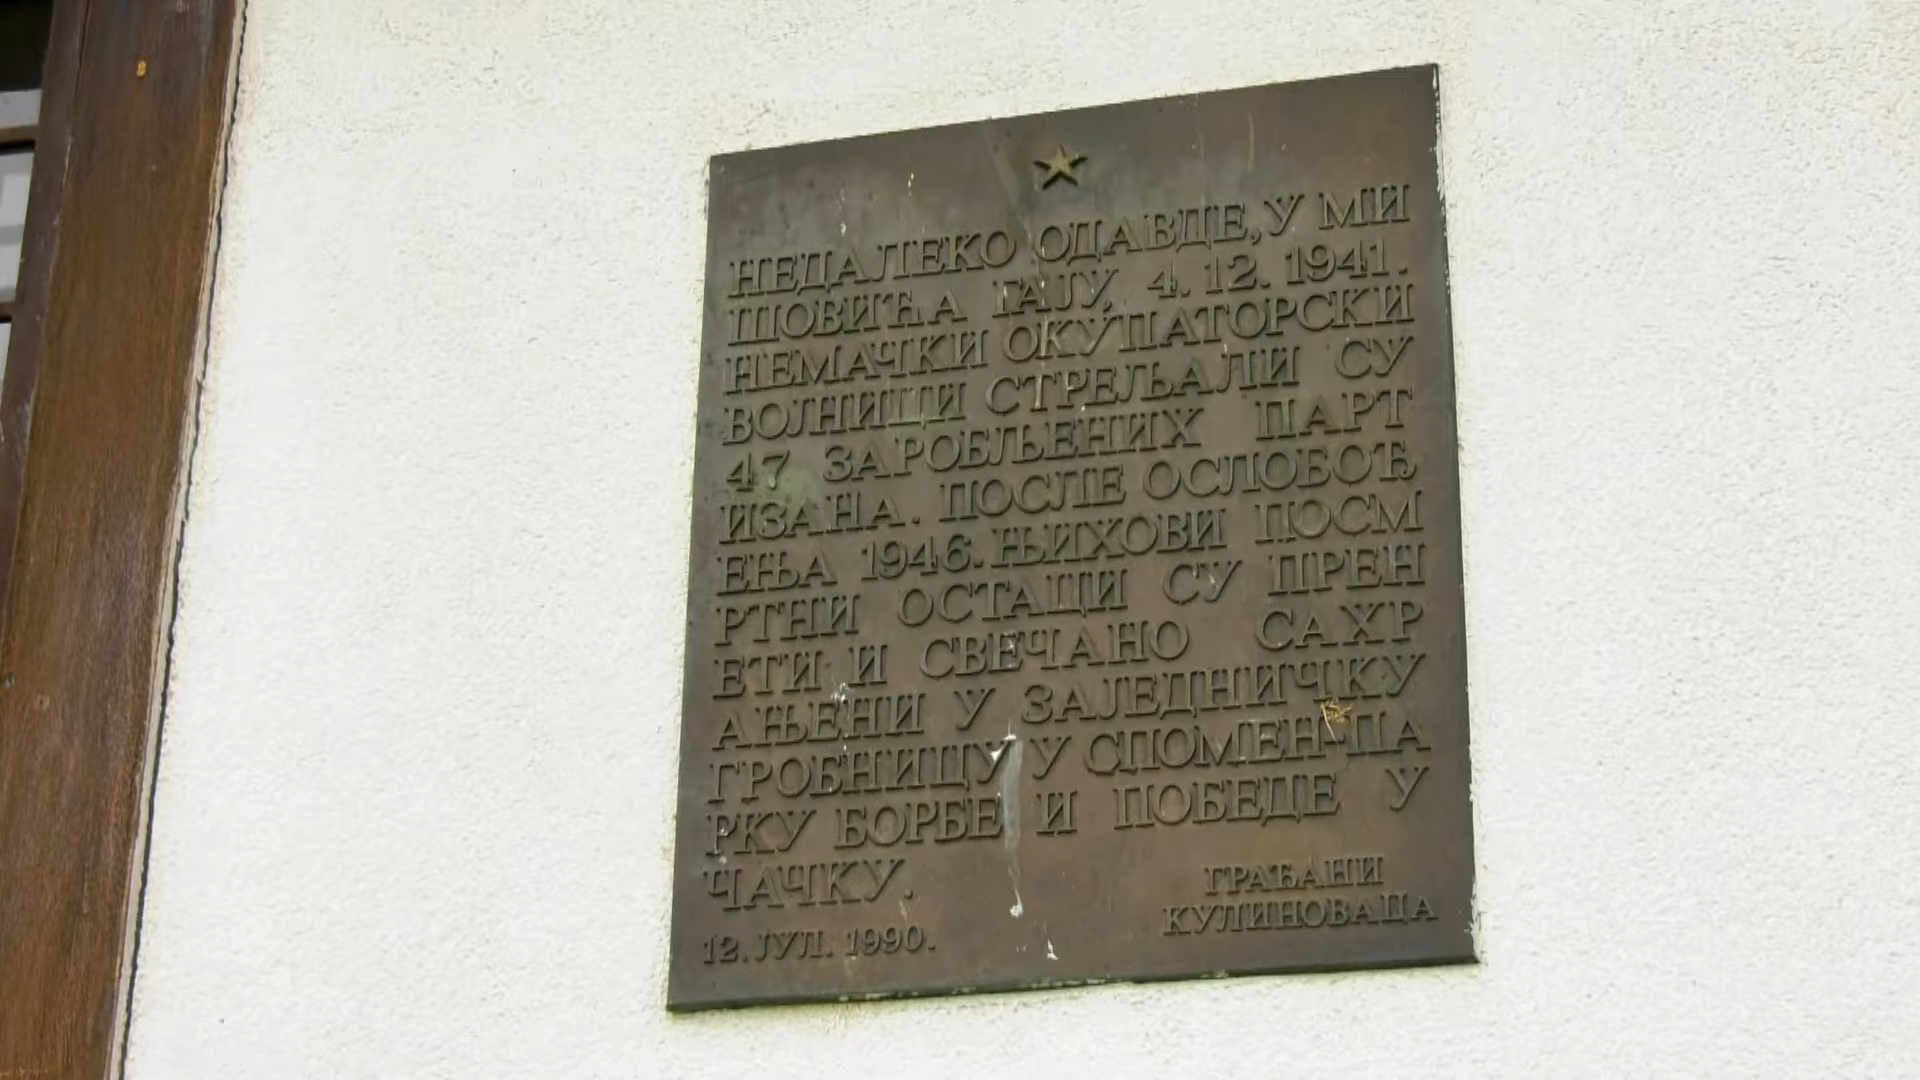 НЕДАЛЕКО ОДАВДЕ, У МИ
ШОВИЋА ГАЈУ, 4. 12. 1941.
НЕМАЧКИ ОКУПАТОРСКИ
ВОЈНИЦИ СТРЕЉАЛИ СУ
47 ЗАРОБЉЕНИХ ПАРТ
ИЗАНА. ПОСЛЕ ОСЛОБОЂ
ЕЊА 1946. ЊИХОВИ ПОСМ
РТНИ ОСТАЦИ СУ ПРЕН
ЕТИ И СВЕЧАНО САХР
АЊЕНИ У ЗАЈЕДНИЧКУ
ГРОБНИЦУ У СПОМЕН-ПА
РКУ БОРБЕ И ПОБЕДЕ У
ЧАЧКУ.
ГРАЂАНИ
КУЛИНОВАЦА
12. ЈУЛ. 1990.